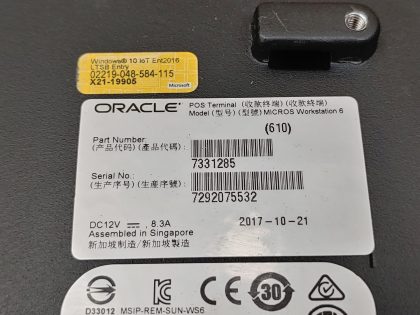 Windows® 10 IoT Ent2016
LTSB Entry
02219-048-584-115
X21-19905
Microsoft
ORACLE
POS Terminal (收款终端) (收款終端)
Model (型号) (型號) MICROS Workstation 6
(610)
Part Number:
(产品代码) (產品代碼):
7331285
Serial No.:
(生产序号) (生産序號):
7292075532
DC12V ⎓, 8.3A
2017-10-21
Assembled in Singapore
新加坡制造/新加坡製造
30
D33012
MSIP-REM-SUN-WS6